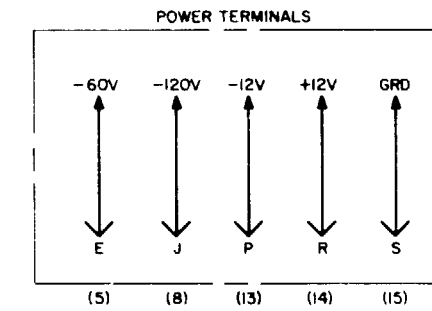 POWER TERMINALS
-60V -120V -12V +12V GRD
E J P R S
(5) (8) (13) (14) (15)